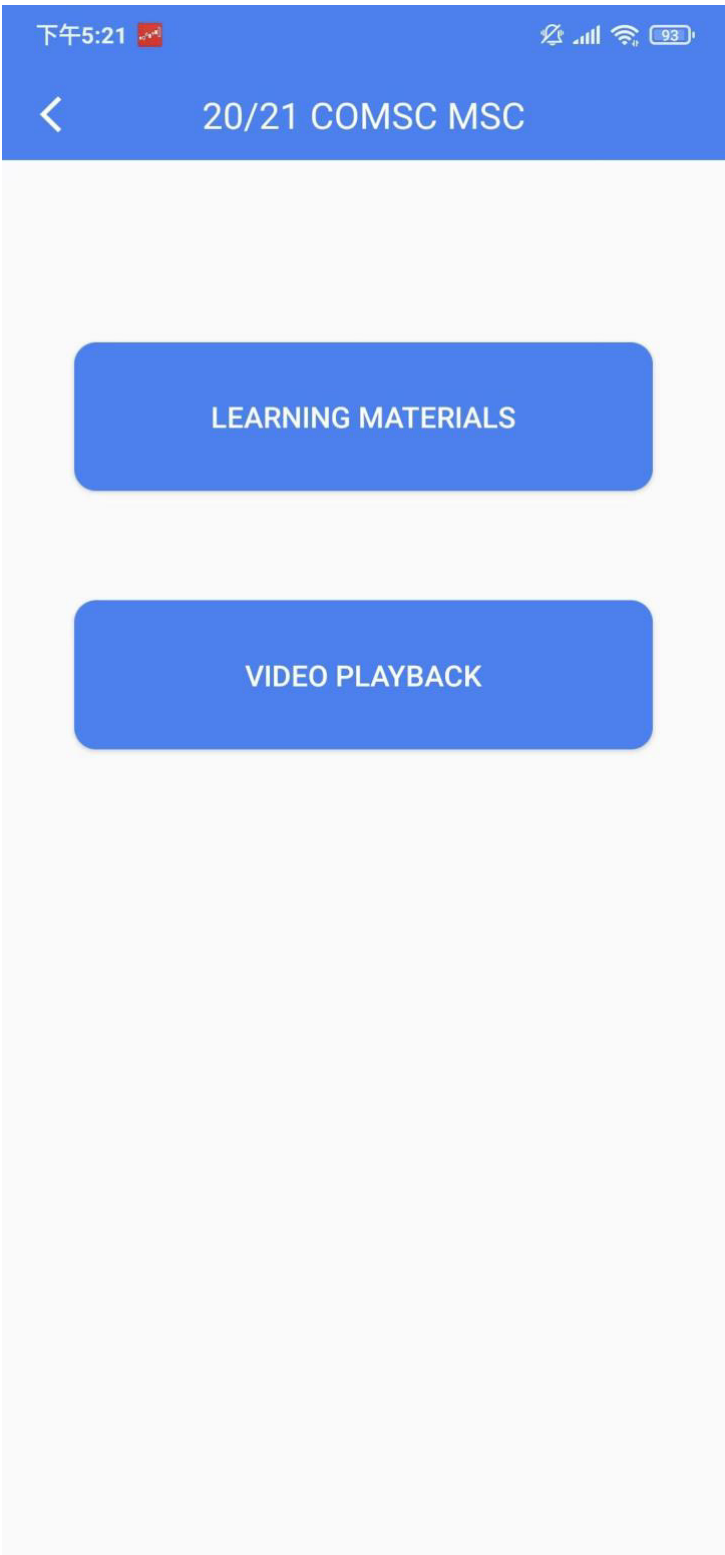 下午5:21
93
20/21 COMSC MSC
LEARNING MATERIALS
VIDEO PLAYBACK